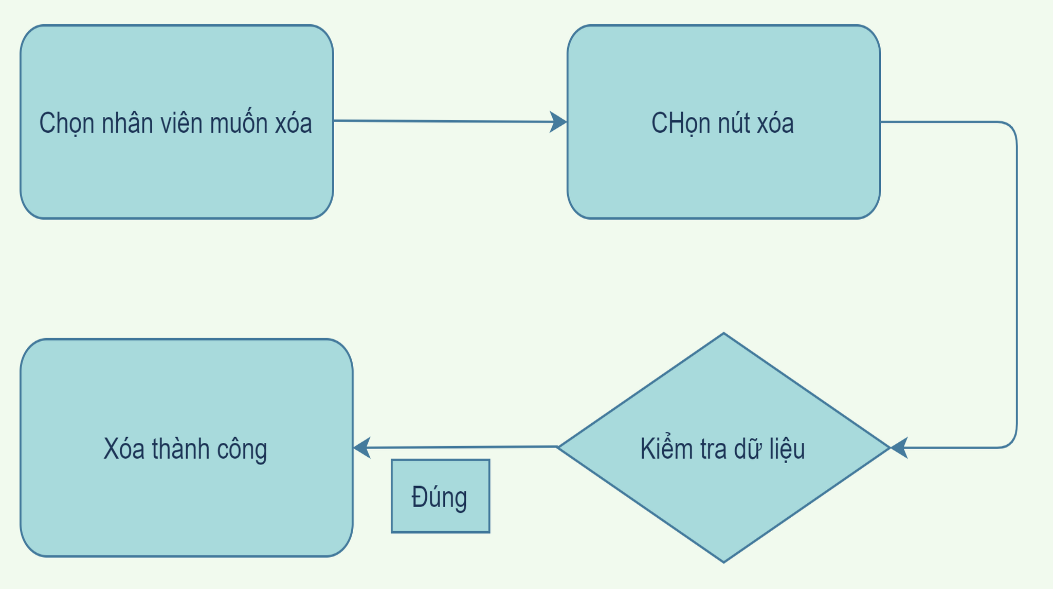 Chọn nhân viên muốn xóa
CHọn nút xóa
Kiểm tra dữ liệu
Đúng
Xóa thành công